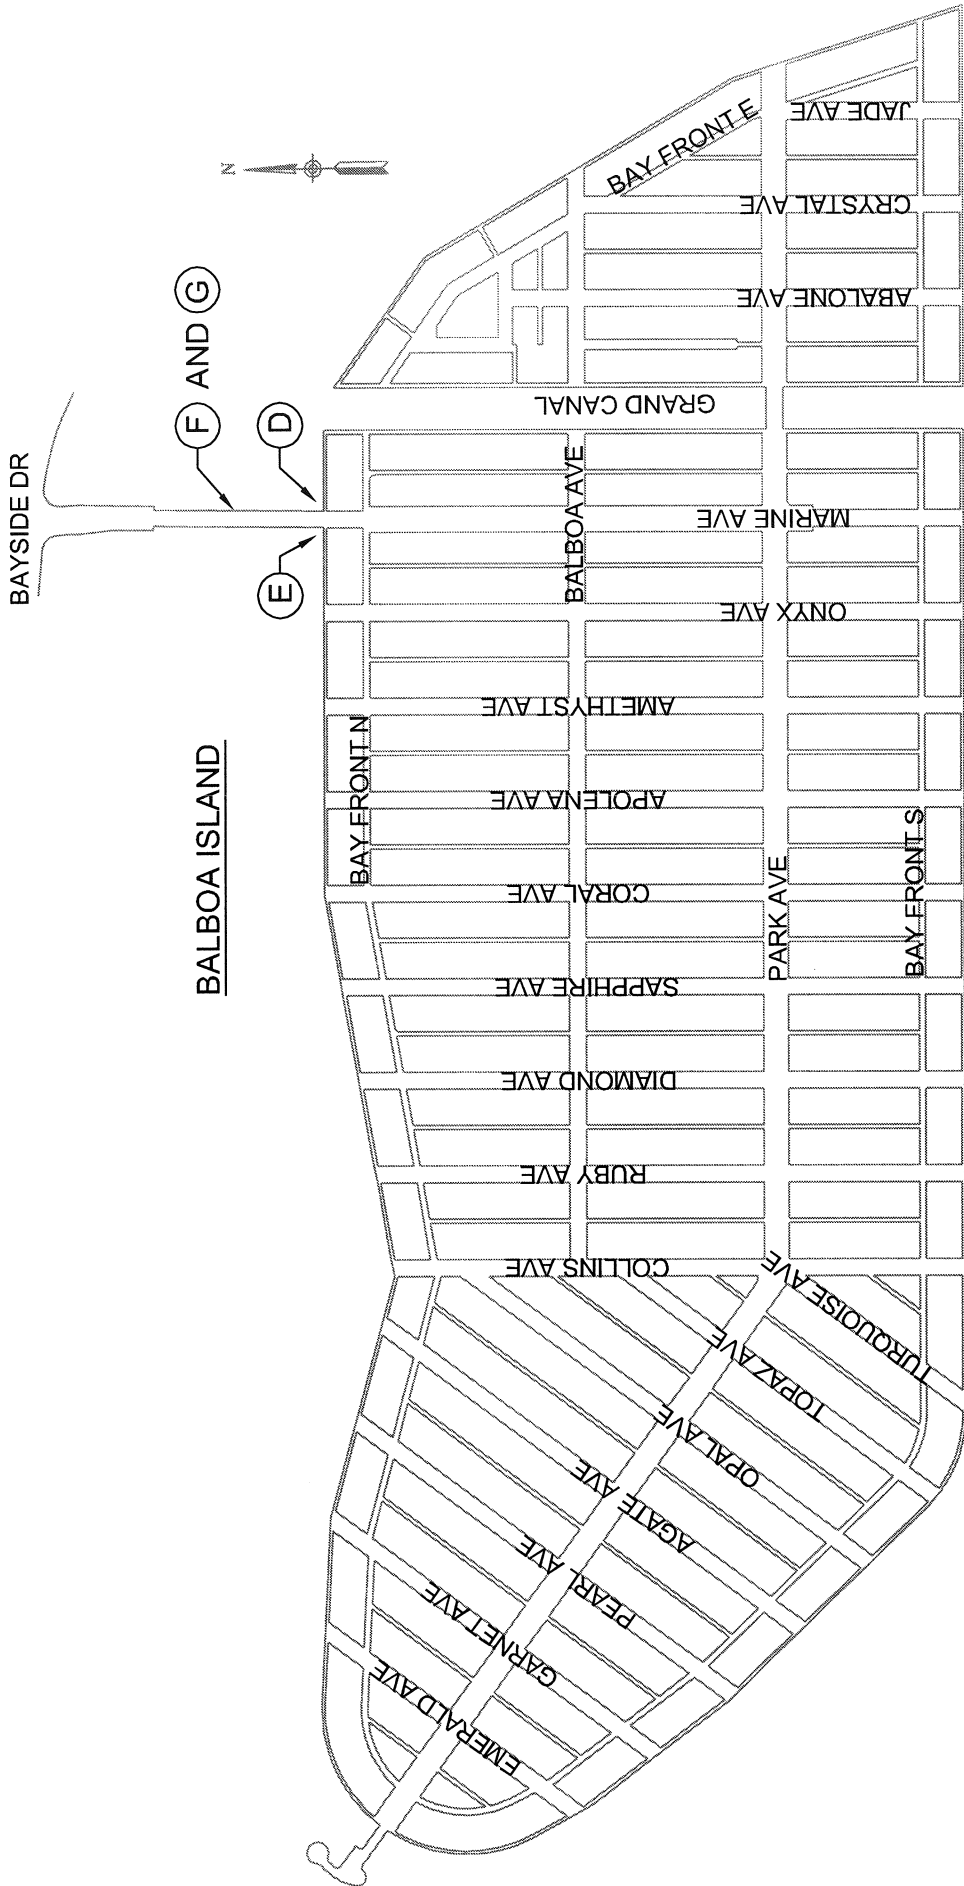 BALBOA ISLAND
BAYSIDE DR
F AND G
D
E
N
BAY FRONT N
BAY FRONT E
BAY FRONT S
BALBOA AVE
PARK AVE
GRAND CANAL
JADE AVE
CRYSTAL AVE
ABALONE AVE
MARINE AVE
ONYX AVE
AMETHYST AVE
APOLENA AVE
CORAL AVE
SAPPHIRE AVE
DIAMOND AVE
RUBY AVE
COLLINS AVE
TURQUOISE AVE
TOPAZ AVE
OPAL AVE
AGATE AVE
PEARL AVE
GARNET AVE
EMERALD AVE